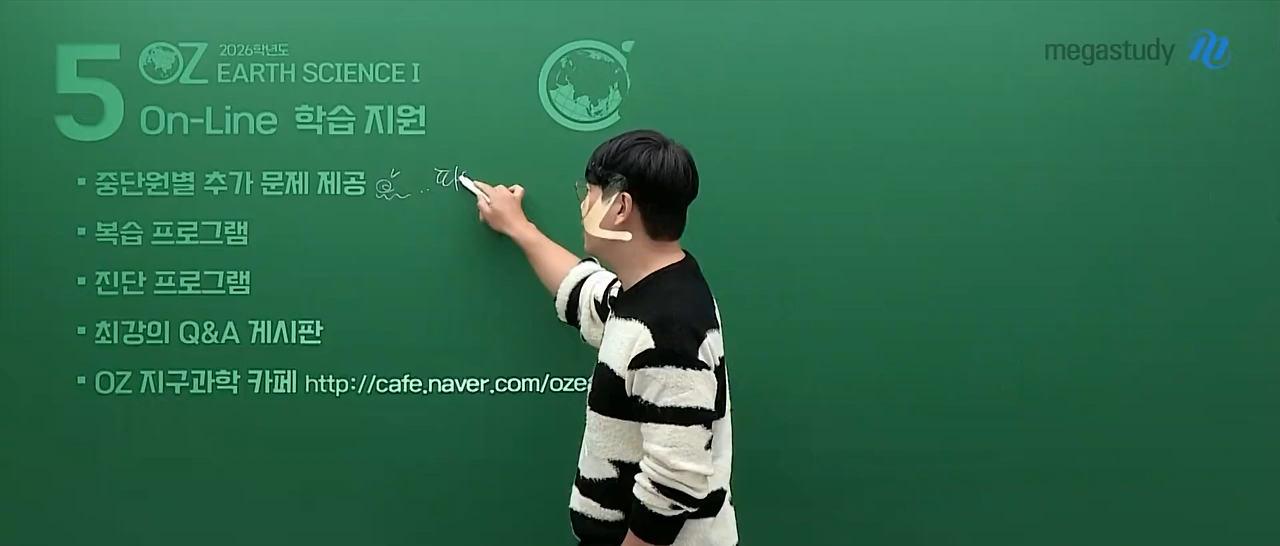 5
OZ 2026학년도
EARTH SCIENCE I
On-Line 학습 지원
megastudy
▪ 중단원별 추가 문제 제공
▪ 복습 프로그램
▪ 진단 프로그램
▪ 최강의 Q&A 게시판
▪ OZ 지구과학 카페 http://cafe.naver.com/oze